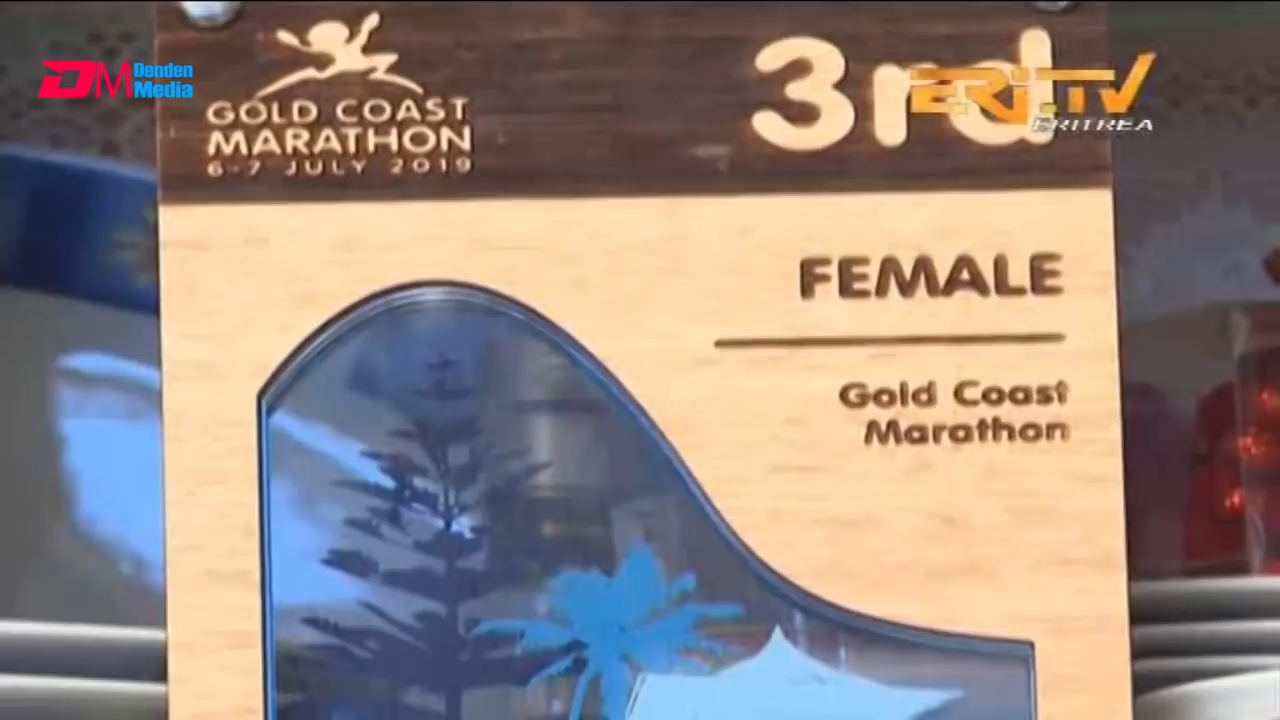 DM Denden
Media
GOLD COAST
MARATHON
6-7 JULY 2019
3rd
ERi.TV
ERITREA
FEMALE
Gold Coast
Marathon